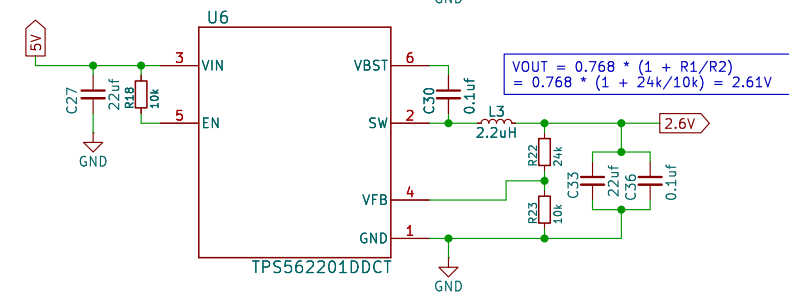 GND
U6
5V
3
VIN
C27
22uf
R18
10k
5
EN
GND
VBST
6
C30
0.1uf
SW
2
L3
2.2uH
VOUT = 0.768 * (1 + R1/R2)
= 0.768 * (1 + 24k/10k) = 2.61V
2.6V
R22
24k
C33
22uf
C36
0.1uf
VFB
4
R23
10k
GND
1
TPS562201DDCT
GND